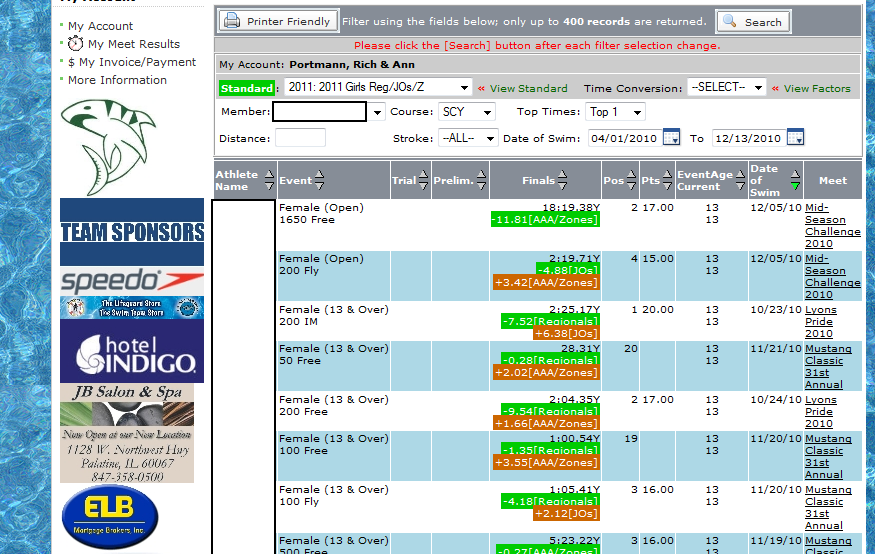 My Account
My Meet Results
$ My Invoice/Payment
More Information
TEAM SPONSORS
speedo
The Lifeguard Store
The Swim Team Store
hotel
INDIGO
JB Salon & Spa
Now Open at our New Location
1128 W. Northwest Hwy
Palatine, IL 60067
847-358-0500
ELB
Mortgage Brokers, Inc.
Printer Friendly Filter using the fields below; only up to 400 records are returned. Search
Please click the [Search] button after each filter selection change.
My Account: Portmann, Rich & Ann
Standard: 2011: 2011 Girls Reg/JOs/Z « View Standard Time Conversion: --SELECT-- « View Factors
Member: Course: SCY Top Times: Top 1
Distance: Stroke: --ALL-- Date of Swim: 04/01/2010 To 12/13/2010
Athlete Name Event Trial Prelim. Finals Pos Pts EventAge Current Date of Swim Meet
Female (Open) 18:19.38Y 2 17.00 13 12/05/10 Mid-
1650 Free -11.81[AAA/Zones] 13 Season
Challenge
2010
Female (Open) 2:19.71Y 4 15.00 13 12/05/10 Mid-
200 Fly -4.88[JOs] 13 Season
+3.42[AAA/Zones] Challenge
2010
Female (13 & Over) 2:25.17Y 1 20.00 13 10/23/10 Lyons
200 IM -7.52[Regionals] 13 Pride
+6.38[JOs] 2010
Female (13 & Over) 28.31Y 20 13 11/21/10 Mustang
50 Free -0.28[Regionals] 13 Classic
+2.02[AAA/Zones] 31st
Annual
Female (13 & Over) 2:04.35Y 2 17.00 13 10/24/10 Lyons
200 Free -9.54[Regionals] 13 Pride
+1.66[AAA/Zones] 2010
Female (13 & Over) 1:00.54Y 19 13 11/20/10 Mustang
100 Free -1.35[Regionals] 13 Classic
+3.55[AAA/Zones] 31st
Annual
Female (13 & Over) 1:05.41Y 3 16.00 13 11/20/10 Mustang
100 Fly -4.18[Regionals] 13 Classic
+2.12[JOs] 31st
Annual
Female (13 & Over) 5:23.22Y 3 16.00 13 11/19/10 Mustang
500 Free -0.27[AAA/Zones] 13 Classic